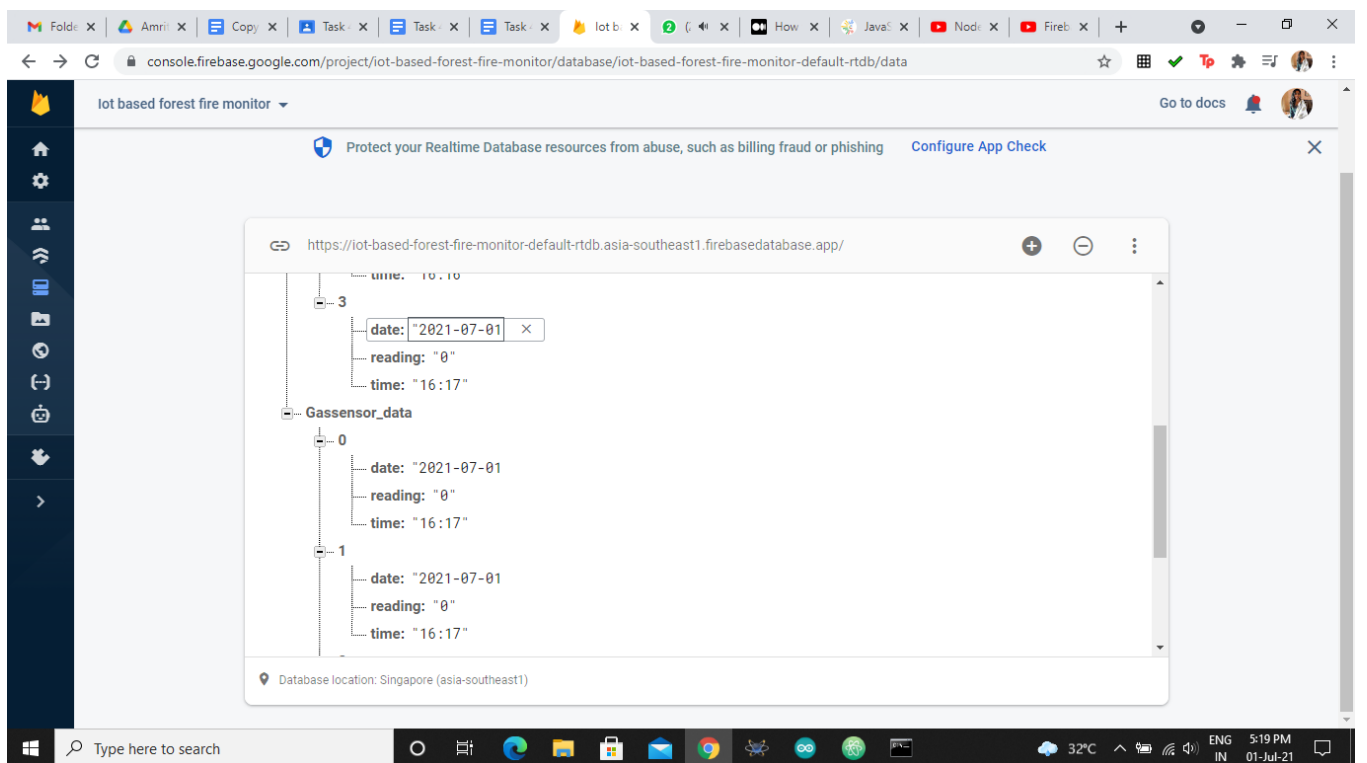 Folde Amrit Copy Task Task Task Iot b How JavaS Node Fireb
console.firebase.google.com/project/iot-based-forest-fire-monitor/database/iot-based-forest-fire-monitor-default-rtdb/data
Iot based forest fire monitor Go to docs
Protect your Realtime Database resources from abuse, such as billing fraud or phishing Configure App Check
https://iot-based-forest-fire-monitor-default-rtdb.asia-southeast1.firebasedatabase.app/
time: "16:16"
3
date: "2021-07-01
reading: "0"
time: "16:17"
Gassensor_data
0
date: "2021-07-01
reading: "0"
time: "16:17"
1
date: "2021-07-01
reading: "0"
time: "16:17"
Database location: Singapore (asia-southeast1)
Type here to search 32°C ENG 5:19 PM
IN 01-Jul-21